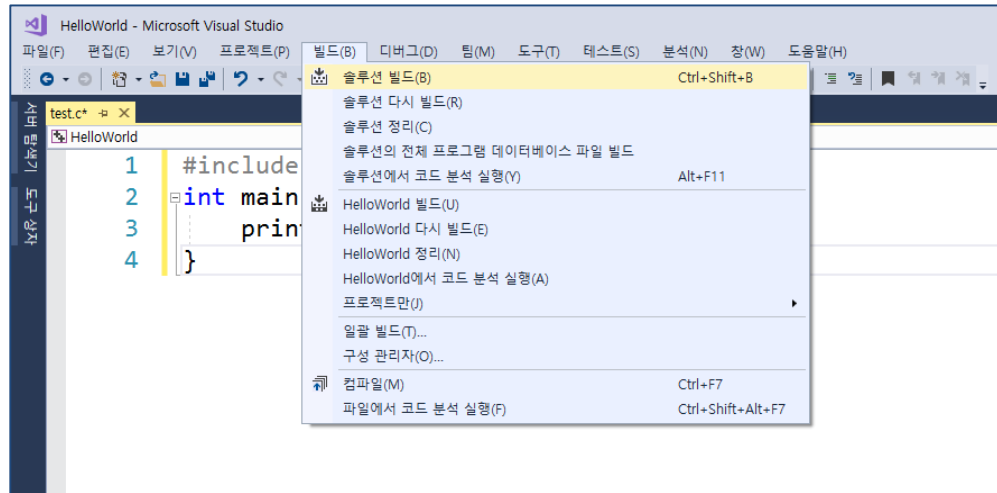 HelloWorld - Microsoft Visual Studio
파일(F) 편집(E) 보기(V) 프로젝트(P) 빌드(B) 디버그(D) 팀(M) 도구(T) 테스트(S) 분석(N) 창(W) 도움말(H)
솔루션 빌드(B) Ctrl+Shift+B
솔루션 다시 빌드(R)
솔루션 정리(C)
솔루션의 전체 프로그램 데이터베이스 파일 빌드
솔루션에서 코드 분석 실행(Y) Alt+F11
HelloWorld 빌드(U)
HelloWorld 다시 빌드(E)
HelloWorld 정리(N)
HelloWorld에서 코드 분석 실행(A)
프로젝트만(J)
일괄 빌드(T)...
구성 관리자(O)...
컴파일(M) Ctrl+F7
파일에서 코드 분석 실행(F) Ctrl+Shift+Alt+F7
서버 탐색기
도구 상자
test.c*
HelloWorld
1 #include
2 int main
3
4 }